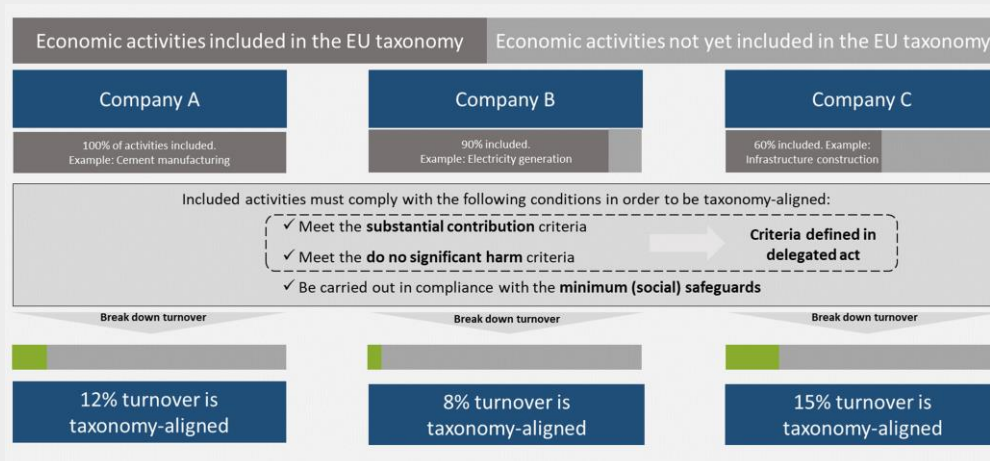 Economic activities included in the EU taxonomy
Economic activities not yet included in the EU taxonomy
Company A
Company B
Company C
100% of activities included.
Example: Cement manufacturing
90% included.
Example: Electricity generation
60% included. Example:
Infrastructure construction
Included activities must comply with the following conditions in order to be taxonomy-aligned:
✓ Meet the substantial contribution criteria
✓ Meet the do no significant harm criteria
Criteria defined in
delegated act
✓ Be carried out in compliance with the minimum (social) safeguards
Break down turnover
Break down turnover
Break down turnover
12% turnover is
taxonomy-aligned
8% turnover is
taxonomy-aligned
15% turnover is
taxonomy-aligned